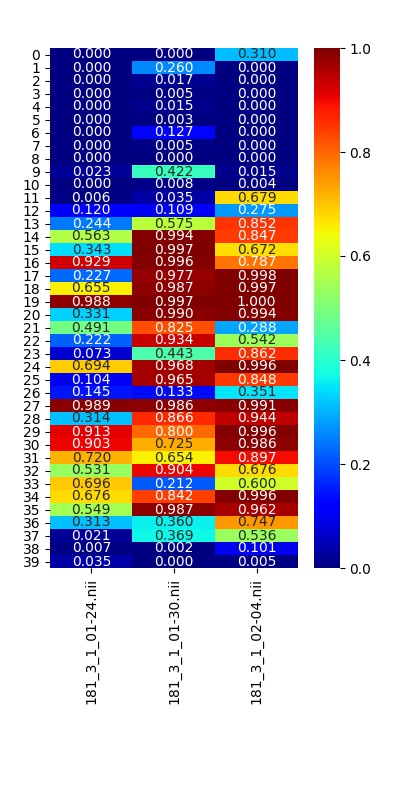 0 0.000 0.000 0.310
1 0.000 0.260 0.000
2 0.000 0.017 0.000
3 0.000 0.005 0.000
4 0.000 0.015 0.000
5 0.000 0.003 0.000
6 0.000 0.127 0.000
7 0.000 0.005 0.000
8 0.000 0.000 0.000
9 0.023 0.422 0.015
10 0.000 0.008 0.004
11 0.006 0.035 0.679
12 0.120 0.109 0.275
13 0.244 0.575 0.852
14 0.563 0.994 0.847
15 0.343 0.997 0.672
16 0.929 0.996 0.787
17 0.227 0.977 0.998
18 0.655 0.987 0.997
19 0.988 0.997 1.000
20 0.331 0.990 0.994
21 0.491 0.825 0.288
22 0.222 0.934 0.542
23 0.073 0.443 0.862
24 0.694 0.968 0.996
25 0.104 0.965 0.848
26 0.145 0.133 0.351
27 0.989 0.986 0.991
28 0.314 0.866 0.944
29 0.913 0.800 0.996
30 0.903 0.725 0.986
31 0.720 0.654 0.897
32 0.531 0.904 0.676
33 0.696 0.212 0.600
34 0.676 0.842 0.996
35 0.549 0.987 0.962
36 0.313 0.360 0.747
37 0.021 0.369 0.536
38 0.007 0.002 0.101
39 0.035 0.000 0.005
181_3_1_01-24.nii
181_3_1_01-30.nii
181_3_1_02-04.nii
1.0
0.8
0.6
0.4
0.2
0.0